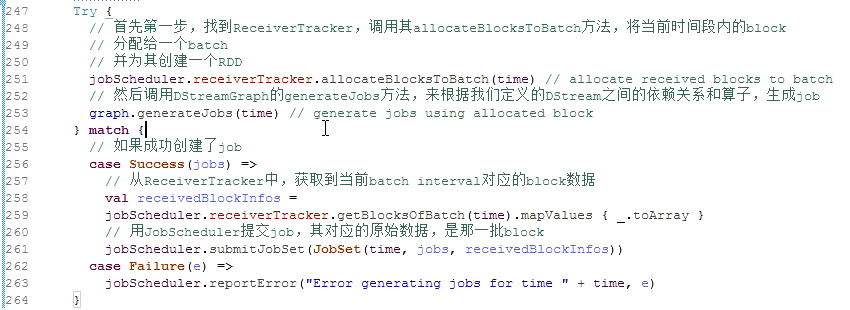 247 Try {
248 // 首先第一步，找到ReceiverTracker，调用其allocateBlocksToBatch方法，将当前时间段内的block
249 // 分配给一个batch
250 // 并为其创建一个RDD
251 jobScheduler.receiverTracker.allocateBlocksToBatch(time) // allocate received blocks to batch
252 // 然后调用DStreamGraph的generateJobs方法，来根据我们定义的DStream之间的依赖关系和算子，生成job
253 graph.generateJobs(time) // generate jobs using allocated block
254 } match {
255 // 如果成功创建了job
256 case Success(jobs) =>
257 // 从ReceiverTracker中，获取到当前batch interval对应的block数据
258 val receivedBlockInfos =
259 jobScheduler.receiverTracker.getBlocksOfBatch(time).mapValues { _.toArray }
260 // 用JobScheduler提交job，其对应的原始数据，是那一批block
261 jobScheduler.submitJobSet(JobSet(time, jobs, receivedBlockInfos))
262 case Failure(e) =>
263 jobScheduler.reportError("Error generating jobs for time " + time, e)
264 }